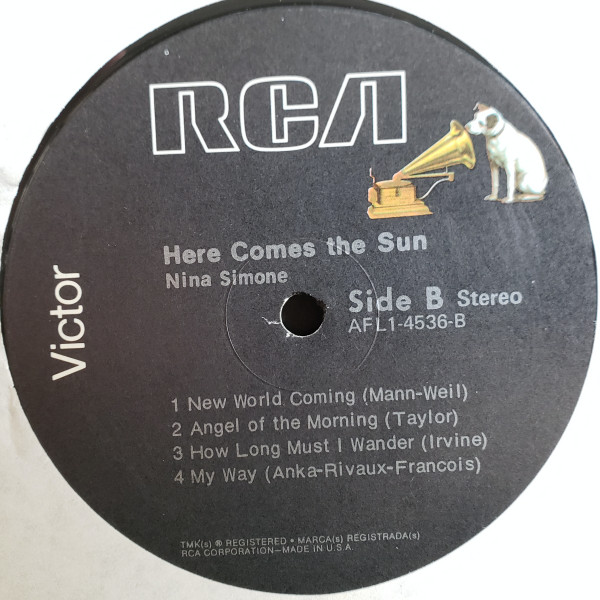 RCA
Victor
Here Comes the Sun
Nina Simone
Side B Stereo
AFL1-4536-B
1 New World Coming (Mann-Weil)
2 Angel of the Morning (Taylor)
3 How Long Must I Wander (Irvine)
4 My Way (Anka-Rivaux-Francois)
TMK(s) ® REGISTERED • MARCA(s) REGISTRADA(s)
RCA CORPORATION—MADE IN U.S.A.